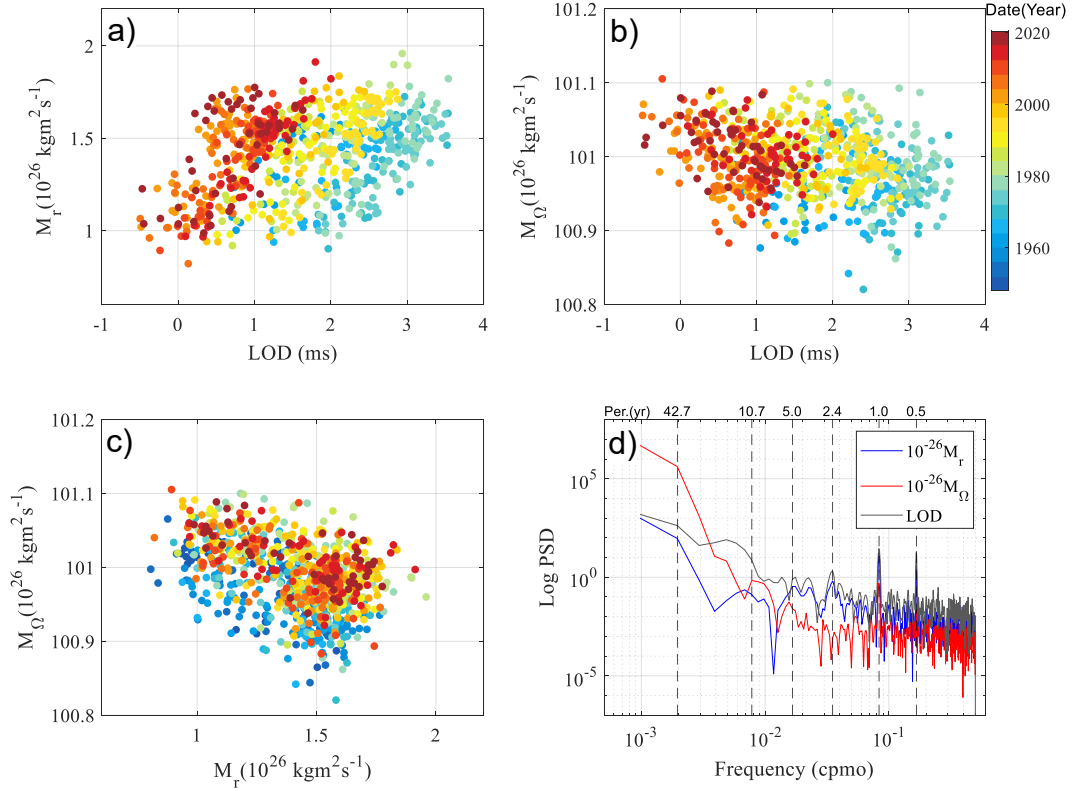 a)
2
1.5
1
M_r(10^26 kgm^2 s^-1)
-1 0 1 2 3 4
LOD (ms)
b)
101.2
101.1
101
100.9
100.8
M_Ω(10^26 kgm^2 s^-1)
-1 0 1 2 3 4
LOD (ms)
Date(Year)
2020
2000
1980
1960
c)
101.2
101.1
101
100.9
100.8
M_Ω(10^26 kgm^2 s^-1)
1 1.5 2
M_r(10^26 kgm^2s^-1)
Per.(yr) 42.7 10.7 5.0 2.4 1.0 0.5
d)
10^-26M_r
10^-26M_Ω
LOD
10^5
10^0
10^-5
Log PSD
10^-3 10^-2 10^-1
Frequency (cpmo)